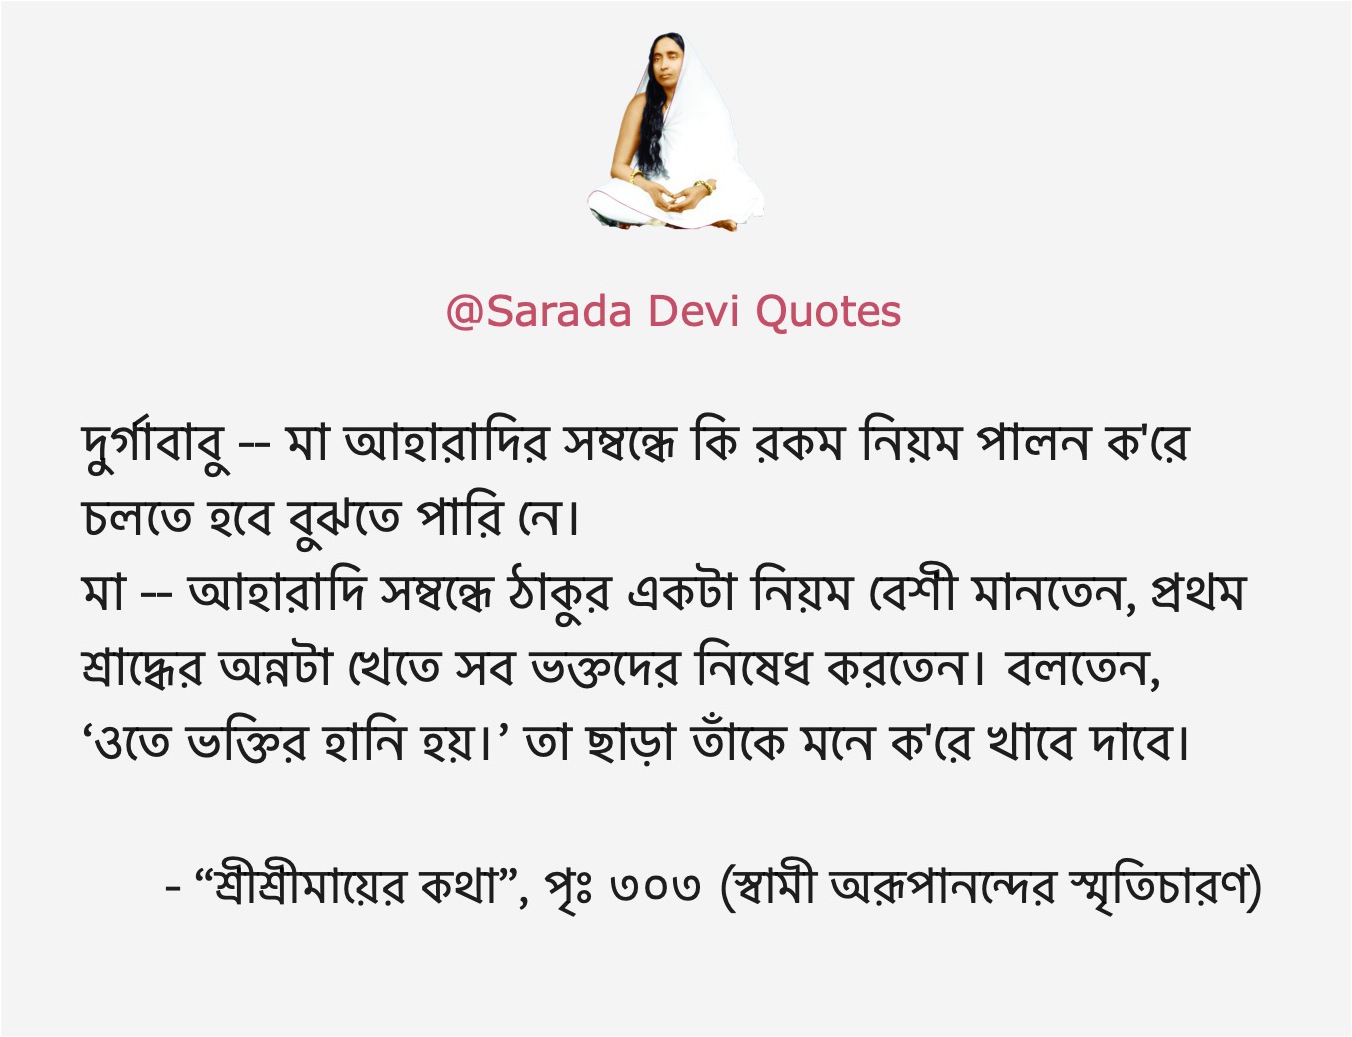 @Sarada Devi Quotes
দুর্গাবাবু -- মা আহারাদির সম্বন্ধে কি রকম নিয়ম পালন ক'রে
চলতে হবে বুঝতে পারি নে।
মা -- আহারাদি সম্বন্ধে ঠাকুর একটা নিয়ম বেশী মানতেন, প্রথম
শ্রাদ্ধের অন্নটা খেতে সব ভক্তদের নিষেধ করতেন। বলতেন,
‘ওতে ভক্তির হানি হয়।’ তা ছাড়া তাঁকে মনে ক'রে খাবে দাবে।
- “শ্রীশ্রীমায়ের কথা”, পৃঃ ৩০৩ (স্বামী অরূপানন্দের স্মৃতিচারণ)